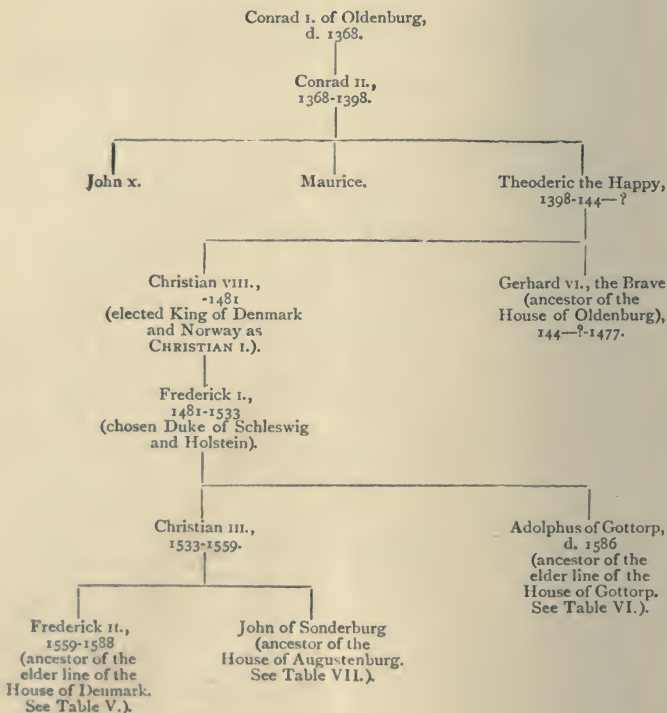 Conrad I. of Oldenburg,
d. 1368.
Conrad II.,
1368-1398.
John X.
Maurice.
Theoderic the Happy,
1398-144—?
Christian VIII.,
-1481
(elected King of Denmark
and Norway as
CHRISTIAN I.).
Gerhard VI., the Brave
(ancestor of the
House of Oldenburg),
144—?-1477.
Frederick I.,
1481-1533
(chosen Duke of Schleswig
and Holstein).
Christian III.,
1533-1559.
Adolphus of Gottorp,
d. 1586
(ancestor of the
elder line of the
House of Gottorp.
See Table VI.).
Frederick II.,
1559-1588
(ancestor of the
elder line of the
House of Denmark.
See Table V.).
John of Sonderburg
(ancestor of the
House of Augustenburg.
See Table VII.).